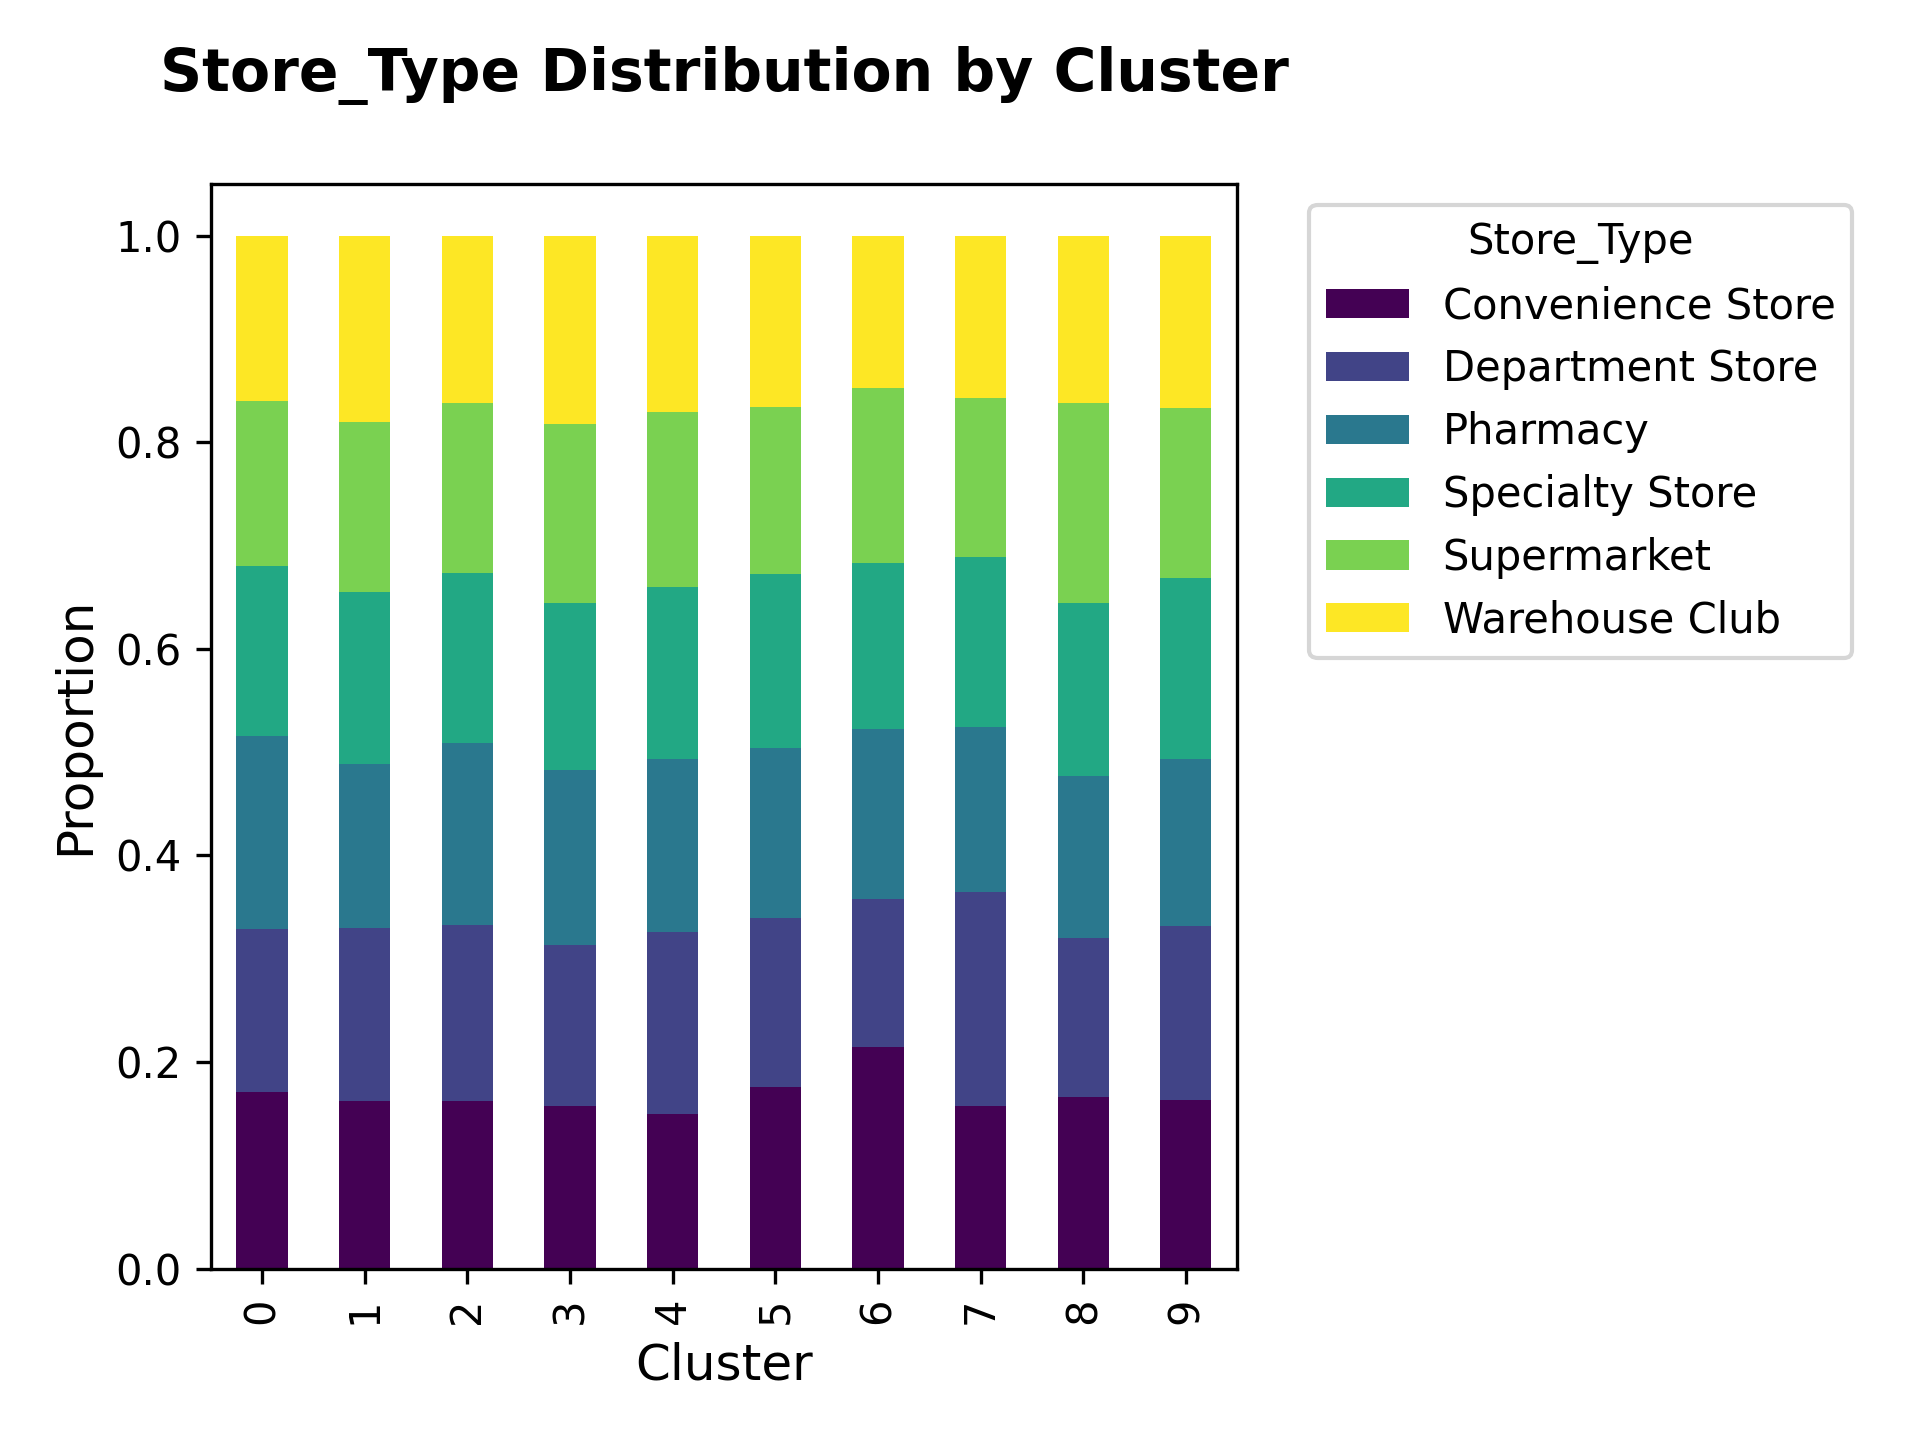 Store_Type Distribution by Cluster
1.0
0.8
0.6
0.4
0.2
0.0
Proportion
0 1 2 3 4 5 6 7 8 9
Cluster
Store_Type
Convenience Store
Department Store
Pharmacy
Specialty Store
Supermarket
Warehouse Club